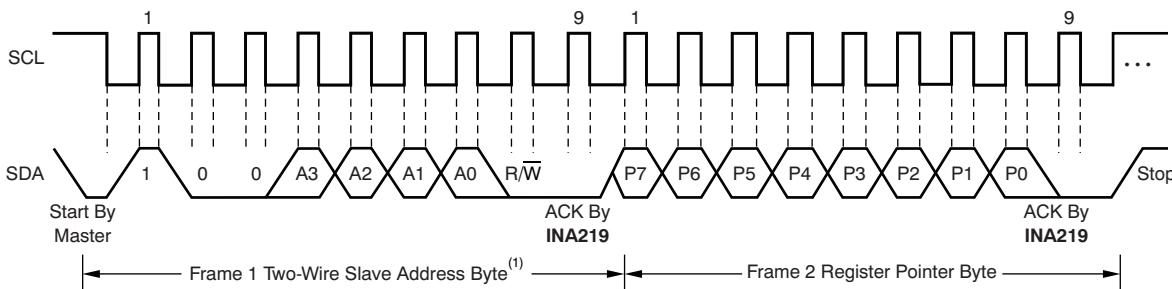 1 9 1 9
SCL
...
SDA 1 0 0 A3 A2 A1 A0 R/W̅ P7 P6 P5 P4 P3 P2 P1 P0 Stop
Start By
Master
ACK By
INA219
ACK By
INA219
Frame 1 Two-Wire Slave Address Byte(1)
Frame 2 Register Pointer Byte